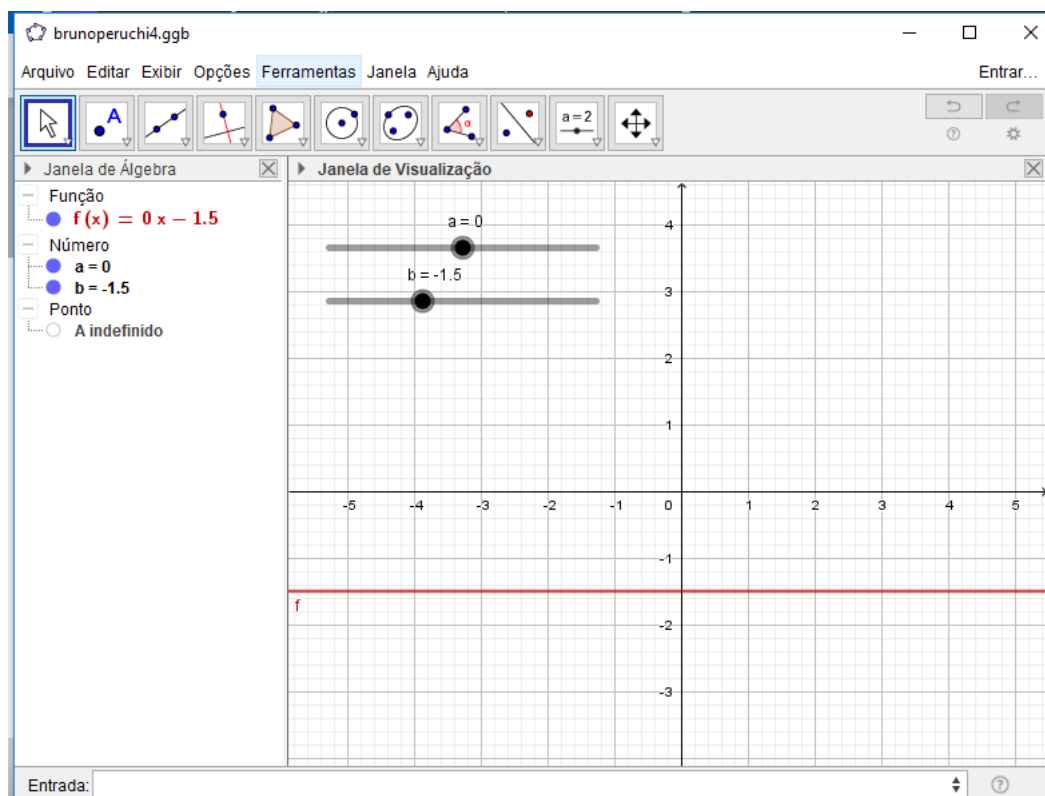 brunoperuchi4.ggb
Arquivo Editar Exibir Opções Ferramentas Janela Ajuda Entrar...
A α a = 2
Janela de Álgebra
Função
f (x) = 0 x − 1.5
Número
a = 0
b = -1.5
Ponto
A indefinido
Janela de Visualização
a = 0
b = -1.5
4
3
2
1
-5 -4 -3 -2 -1 0 1 2 3 4 5
-1
f
-2
-3
Entrada: